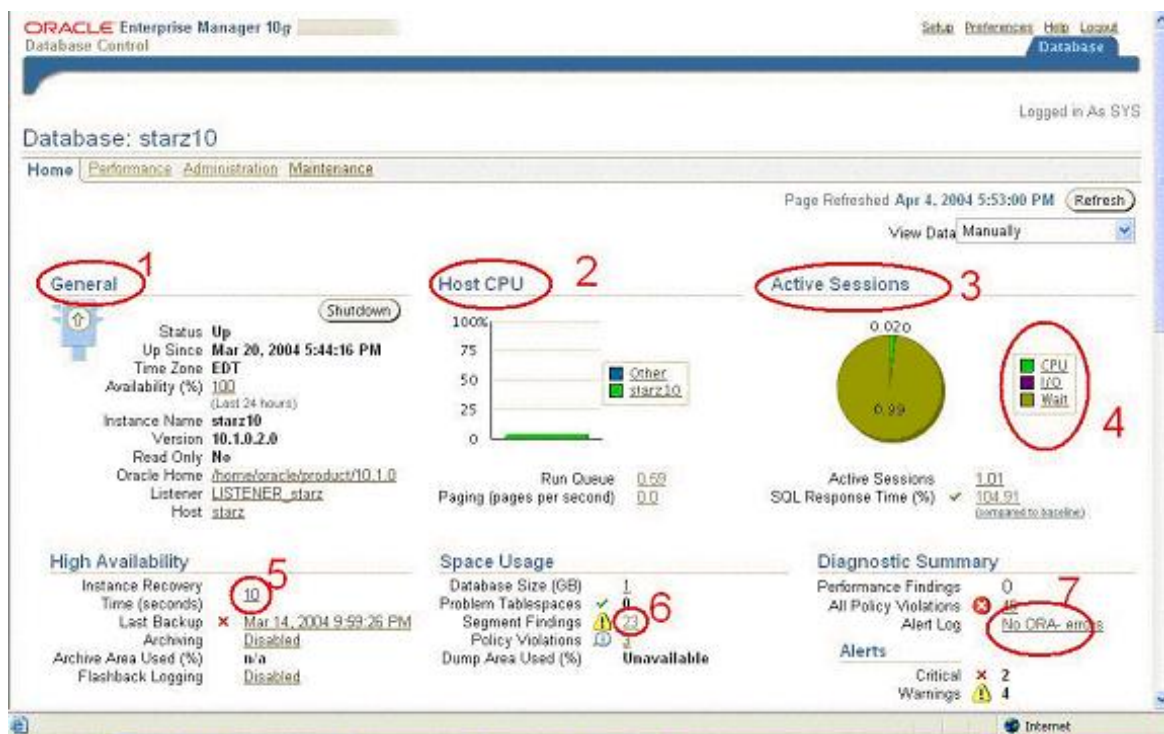 ORACLE Enterprise Manager 10g
Database Control
Setup Preferences Help Logout
Database
Logged in As SYS
Database: starz10
Home Performance Administration Maintenance
Page Refreshed Apr 4, 2004 5:53:00 PM Refresh
View Data Manually
General 1
Shutdown
Status Up
Up Since Mar 20, 2004 5:44:16 PM
Time Zone EDT
Availability (%) 100
(Last 24 hours)
Instance Name starz10
Version 10.1.0.2.0
Read Only No
Oracle Home /home/oracle/product/10.1.0
Listener LISTENER_starz
Host starz
Host CPU 2
100%
75
50
25
0
Other
starz10
Run Queue 0.59
Paging (pages per second) 0.0
Active Sessions 3
0.020
0.99
CPU
I/O
Wait
4
Active Sessions 1.01
SQL Response Time (%) 104.91
(compared to baseline)
High Availability
Instance Recovery Time (seconds) 10
5
Last Backup Mar 14, 2004 9:59:26 PM
Archiving Disabled
Archive Area Used (%) n/a
Flashback Logging Disabled
Space Usage
Database Size (GB) 1
Problem Tablespaces 0
6
Segment Findings 23
Policy Violations 3
Dump Area Used (%) Unavailable
Diagnostic Summary
Performance Findings 0
7
All Policy Violations
Alert Log No ORA- errors
Alerts
Critical 2
Warnings 4
Internet